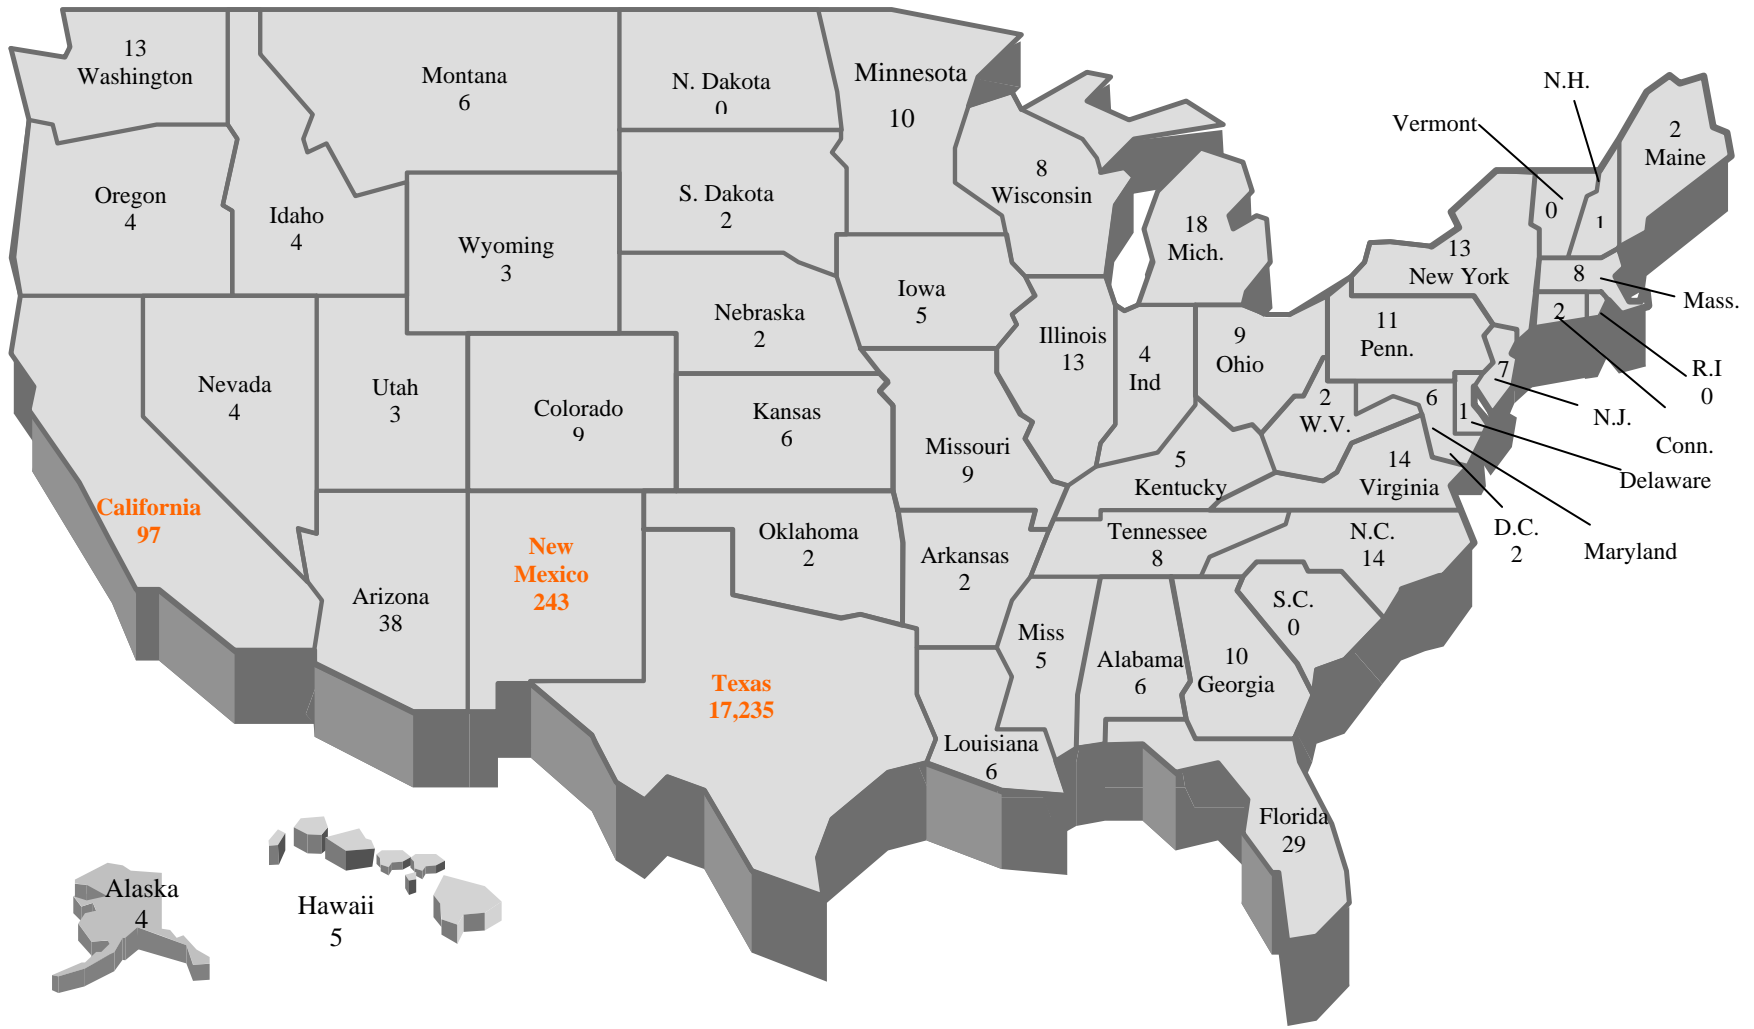 13
Washington
Montana
6
N. Dakota
0
Minnesota
10
N.H.
Vermont
2
Maine
Oregon
4
Idaho
4
Wyoming
3
S. Dakota
2
8
Wisconsin
18
Mich.
0
1
13
New York
8
Mass.
Nebraska
2
Iowa
5
Illinois
13
4
Ind
9
Ohio
11
Penn.
2
7
R.I
0
N.J.
Conn.
Nevada
4
Utah
3
Colorado
9
Kansas
6
Missouri
9
2
W.V.
6
1
Delaware
5
Kentucky
14
Virginia
D.C.
2
Maryland
California
97
Arizona
38
New
Mexico
243
Oklahoma
2
Arkansas
2
Tennessee
8
N.C.
14
S.C.
0
Texas
17,235
Miss
5
Alabama
6
10
Georgia
Louisiana
6
Florida
29
Alaska
4
Hawaii
5